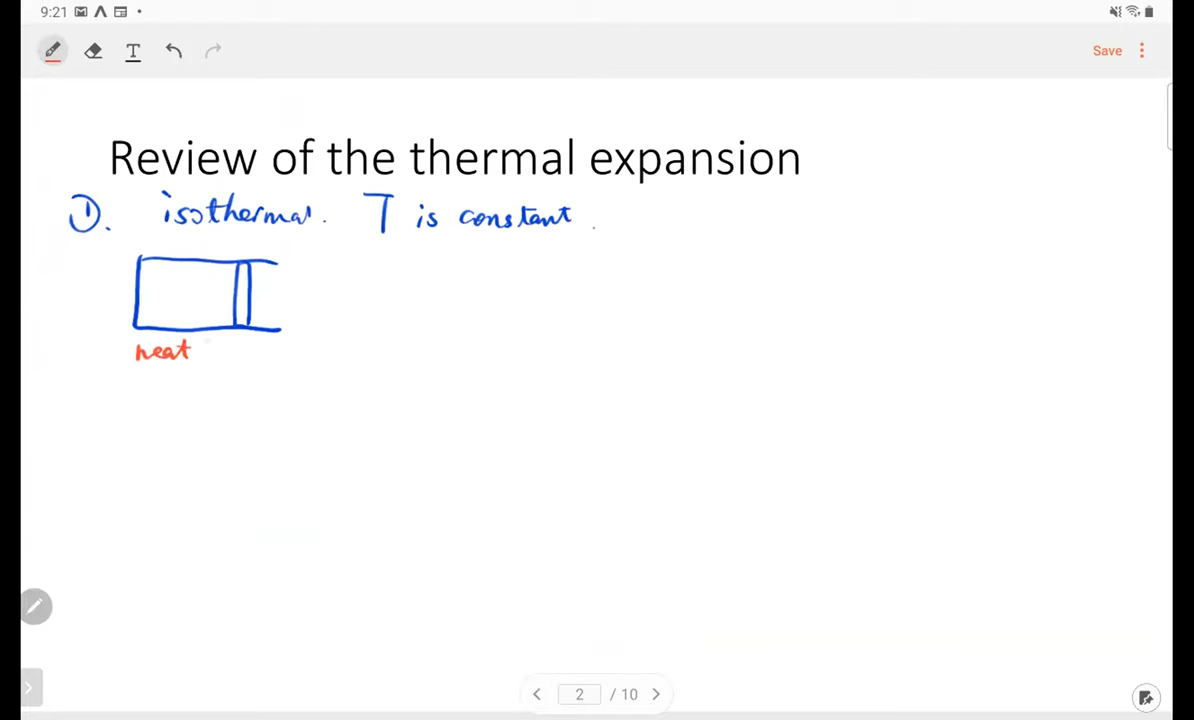 9:21
Save
Review of the thermal expansion
①. isothermal. T is constant.
heat
2 / 10